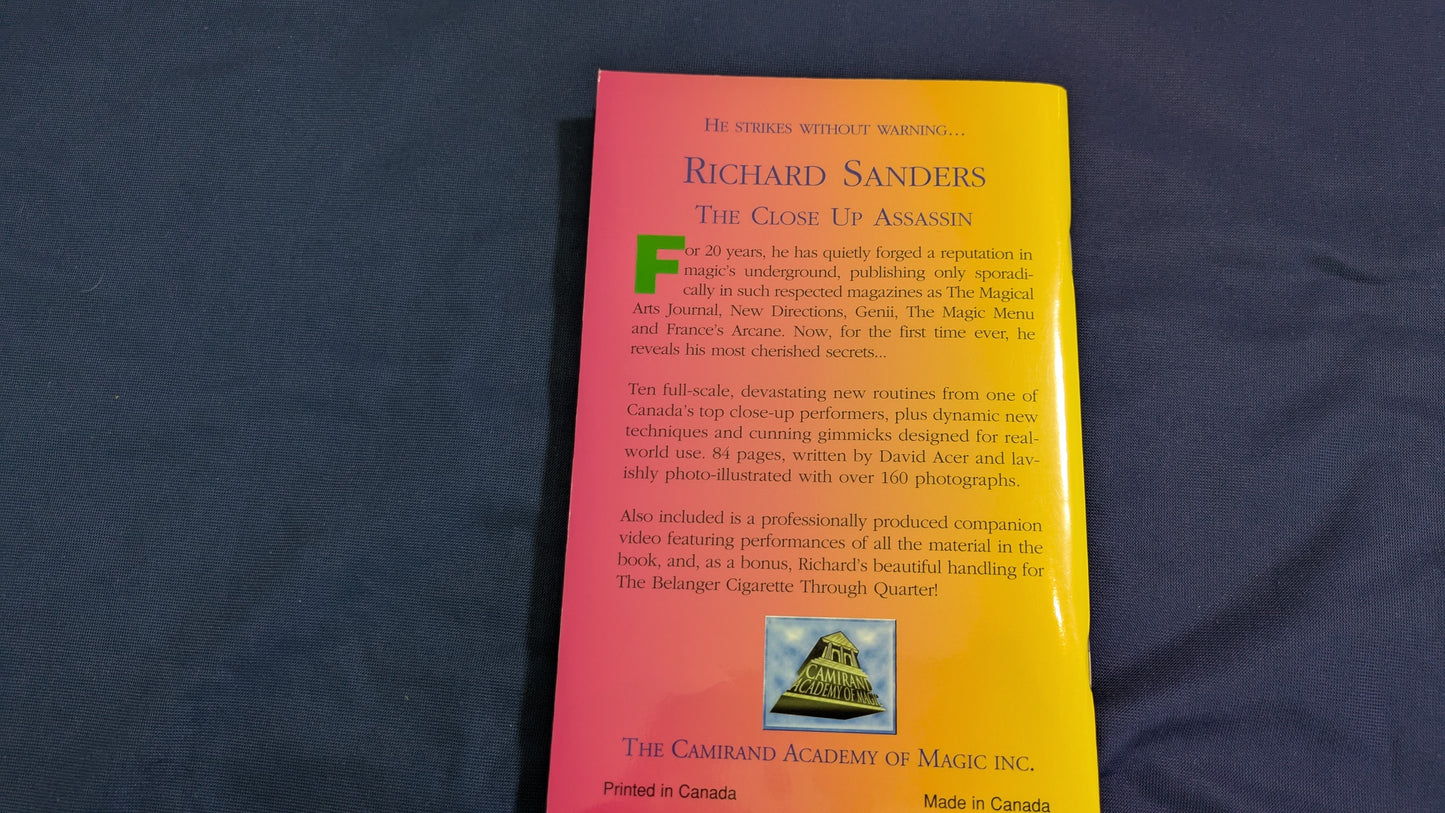 He strikes without warning...
Richard Sanders
The Close Up Assassin
For 20 years, he has quietly forged a reputation in
magic's underground, publishing only sporadi-
cally in such respected magazines as The Magical
Arts Journal, New Directions, Genii, The Magic Menu
and France's Arcane. Now, for the first time ever, he
reveals his most cherished secrets...
Ten full-scale, devastating new routines from one of
Canada's top close-up performers, plus dynamic new
techniques and cunning gimmicks designed for real-
world use. 84 pages, written by David Acer and lav-
ishly photo-illustrated with over 160 photographs.
Also included is a professionally produced companion
video featuring performances of all the material in the
book, and, as a bonus, Richard's beautiful handling for
The Belanger Cigarette Through Quarter!
CAMIRAND
ACADEMY OF MAGIC
The Camirand Academy of Magic inc.
Printed in Canada
Made in Canada